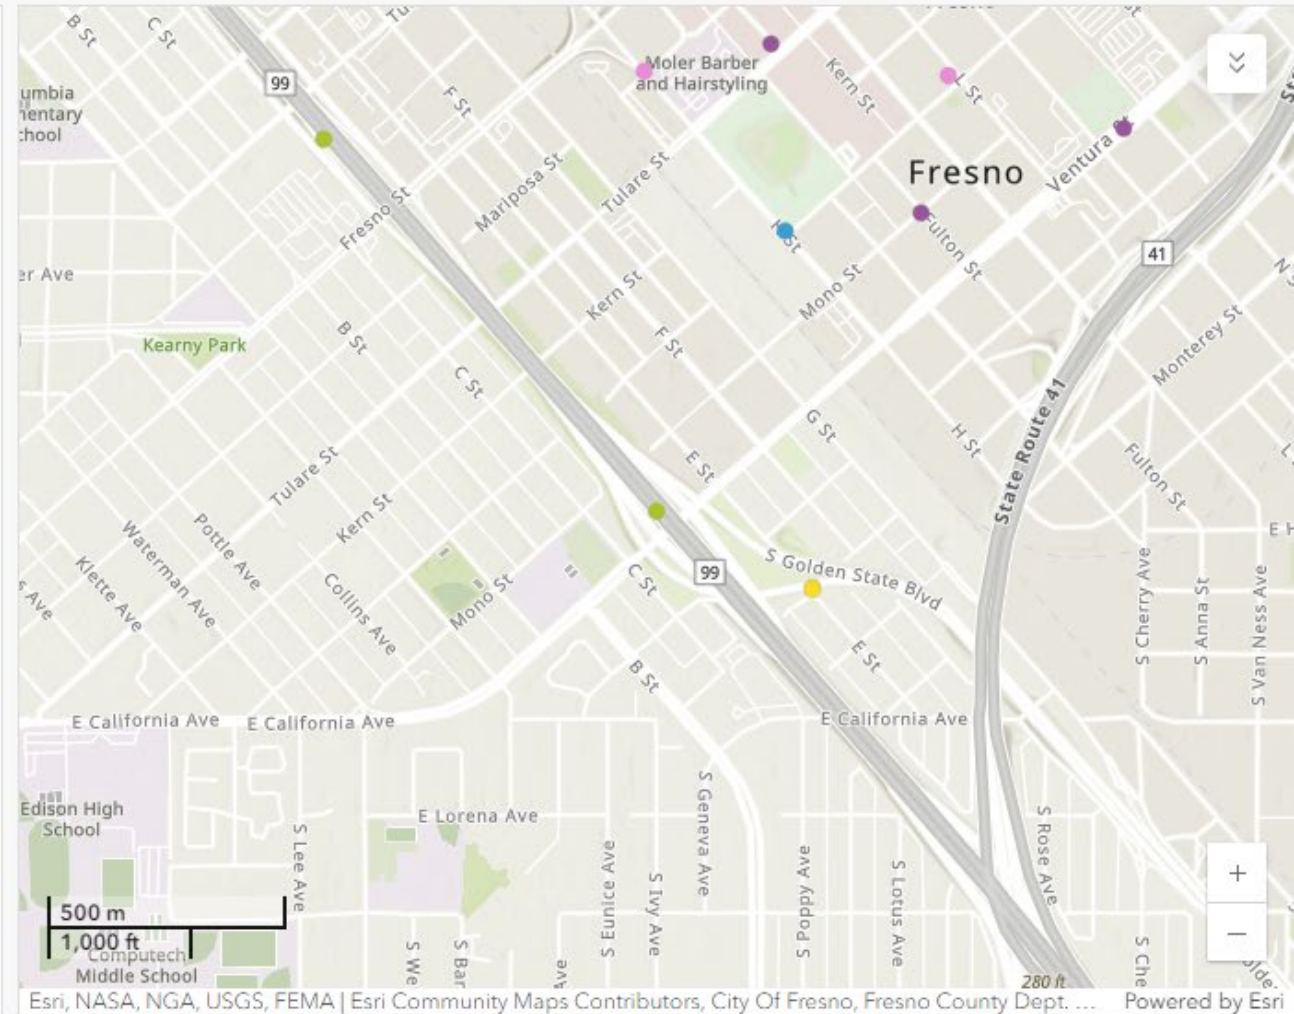 B St
C St
99
Moler Barber
and Hairstyling
Kern St
L St
F St
Ventura
Fresno
Mariposa St
Tulare St
Fresno St
Fulton St
St
41
Mono St
Kern St
Monterey St
Kearny Park
B St
F St
C St
State Route 41
G St
H St
E St
Fulton St
Tulare St
Kern St
Pottle Ave
Waterman Ave
Klette Ave
Collins Ave
Mono St
C St
99
S Golden State Blvd
S Cherry Ave
S Anna St
S Van Ness Ave
E St
B St
E California Ave
E California Ave
E California Ave
Edison High
School
E Lorena Ave
S Geneva Ave
S Rose Ave
S Lee Ave
S Eunice Ave
S Ivy Ave
S Poppy Ave
S Lotus Ave
500 m
1,000 ft
Computech
Middle School
280 ft
Esri, NASA, NGA, USGS, FEMA | Esri Community Maps Contributors, City Of Fresno, Fresno County Dept. ...
Powered by Esri